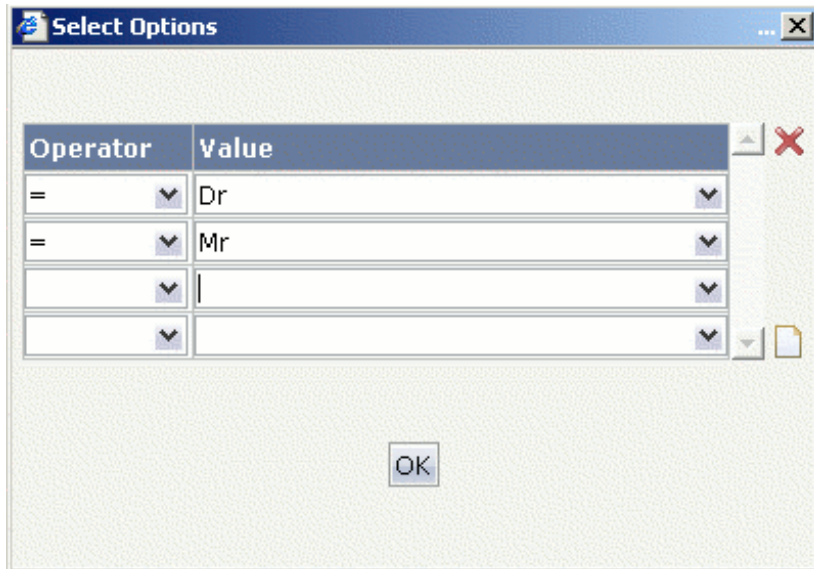 Select Options ...
Operator Value
= Dr
= Mr
OK